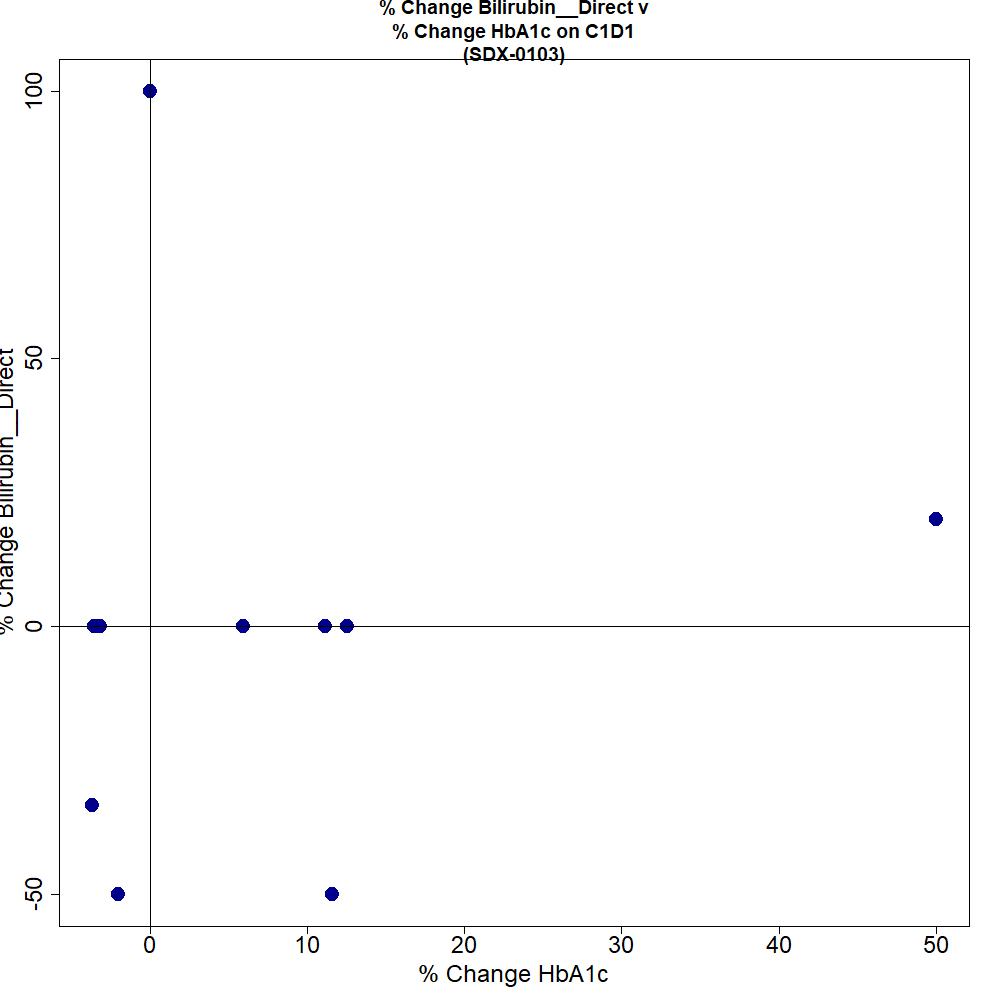 % Change Bilirubin__Direct v
% Change HbA1c on C1D1
(SDX-0103)
% Change Bilirubin__Direct
100
50
0
-50
0 10 20 30 40 50
% Change HbA1c